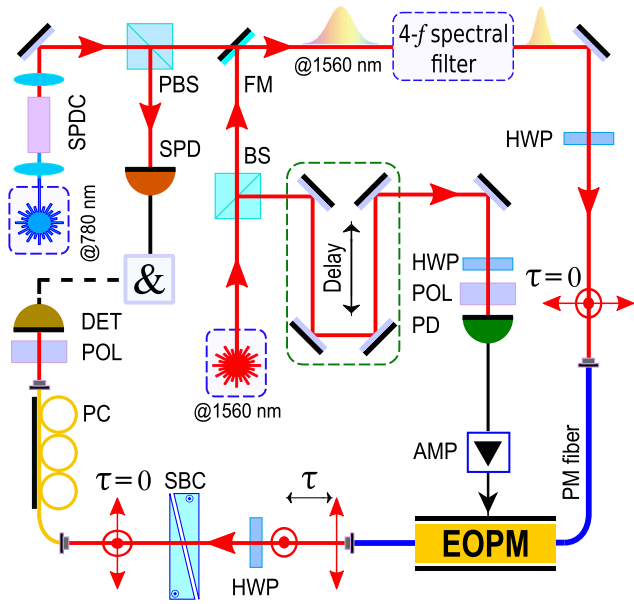 @1560 nm
4-f spectral
filter
PBS
FM
SPDC
SPD
BS
HWP
@780 nm
&
Delay
HWP
POL
PD
τ=0
DET
POL
@1560 nm
PC
AMP
PM fiber
τ=0
SBC
τ
HWP
EOPM